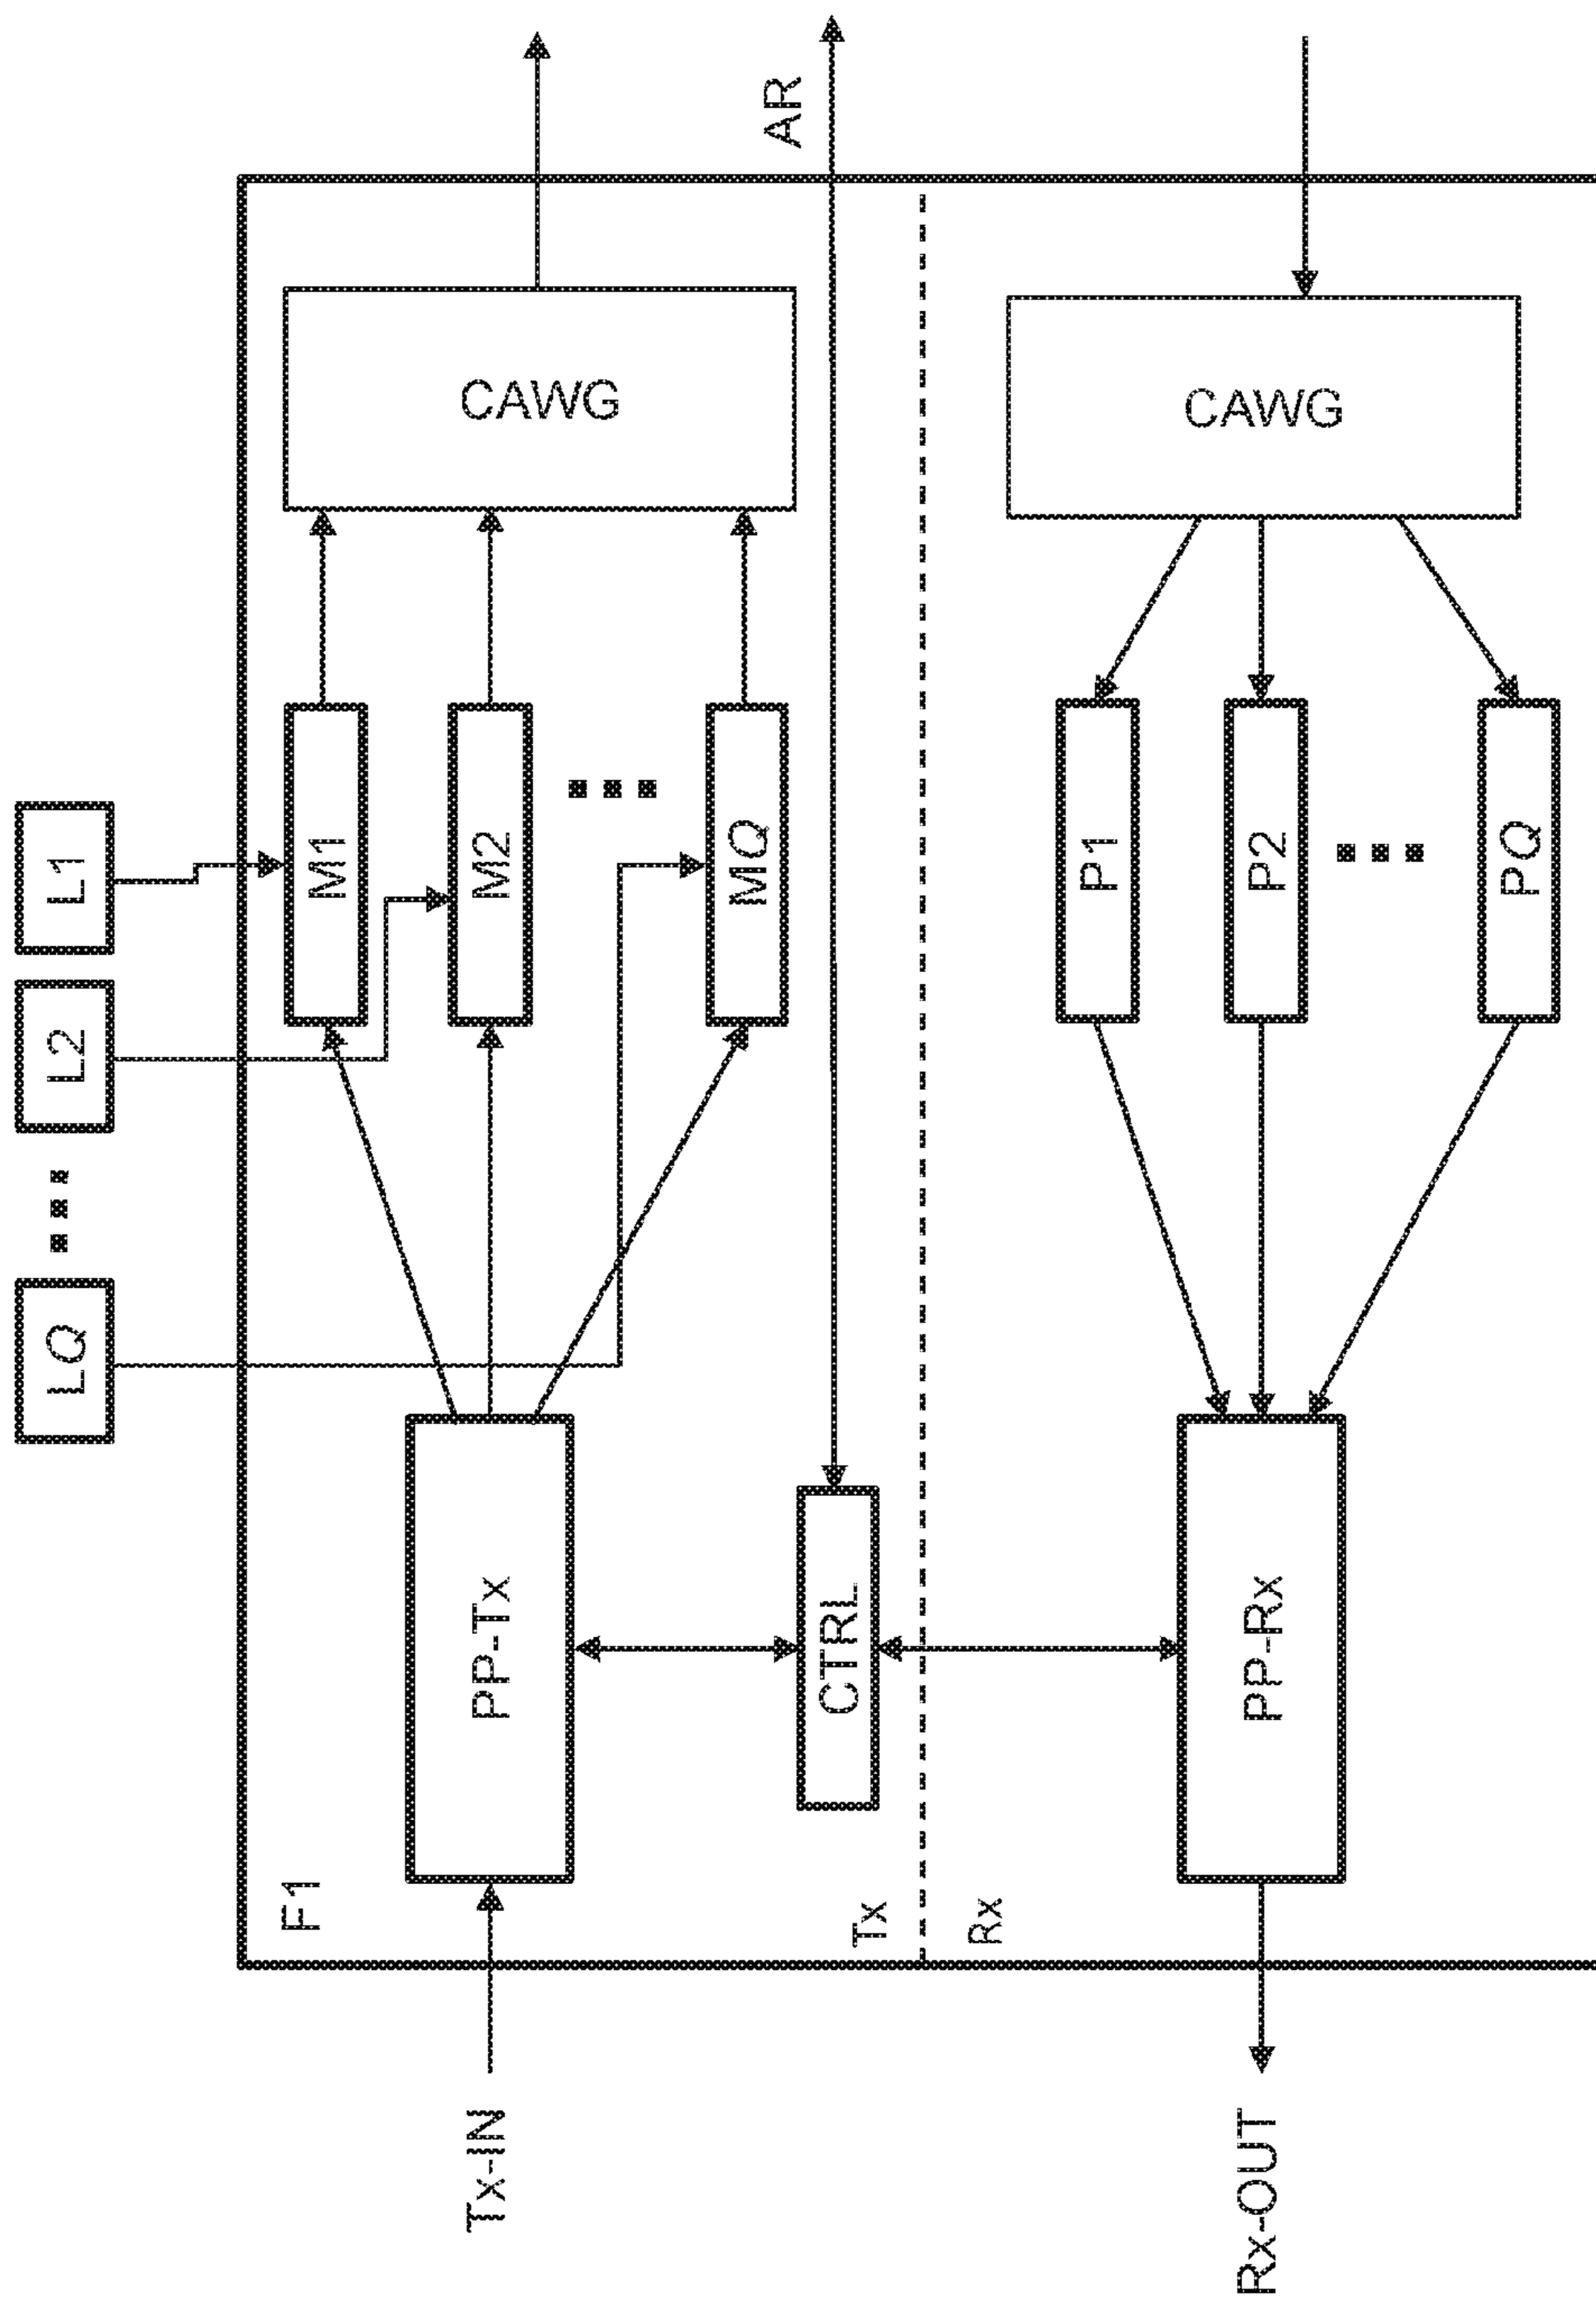 LQ
L2
L1
F1
Tx-IN
PP-Tx
M1
M2
MQ
CAWG
AR
CTRL
Tx
Rx
Rx-OUT
PP-Rx
P1
P2
PQ
CAWG